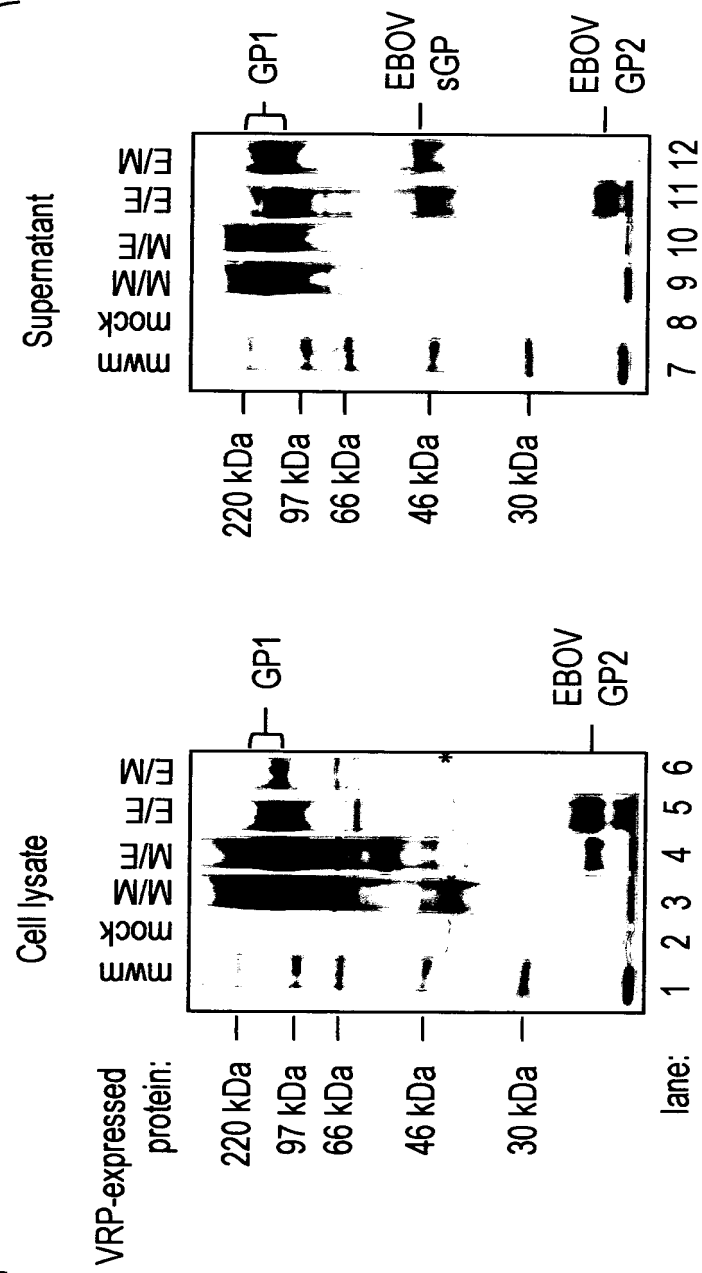 Cell lysate
VRP-expressed
protein:
mwm mock M/M M/E E/E E/M
220 kDa
97 kDa
66 kDa
46 kDa
30 kDa
GP1
*
*
EBOV
GP2
lane: 1 2 3 4 5 6
Supernatant
mwm mock M/M M/E E/E E/M
220 kDa
97 kDa
66 kDa
46 kDa
30 kDa
GP1
EBOV
sGP
EBOV
GP2
7 8 9 10 11 12